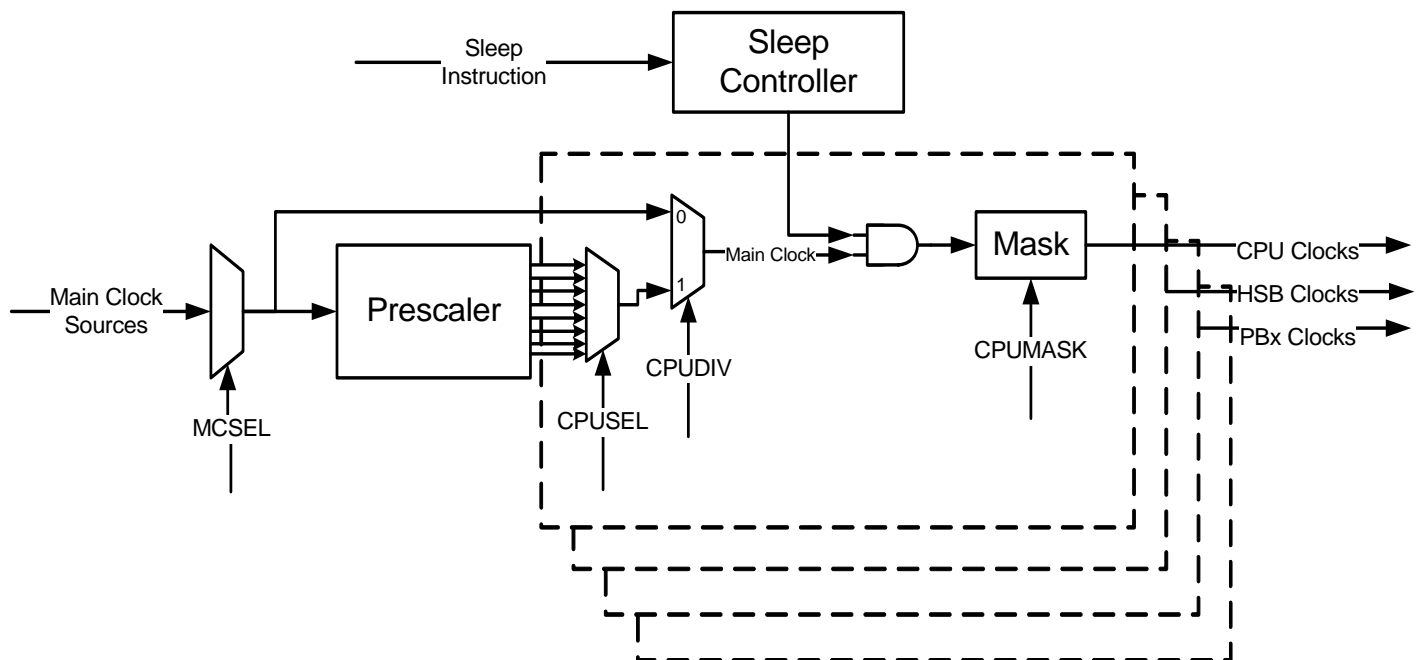 Sleep
Instruction
Sleep
Controller
0
1
Main Clock
Mask
CPU Clocks
HSB Clocks
PBx Clocks
Main Clock
Sources
Prescaler
CPUDIV
CPUMASK
MCSEL
CPUSEL